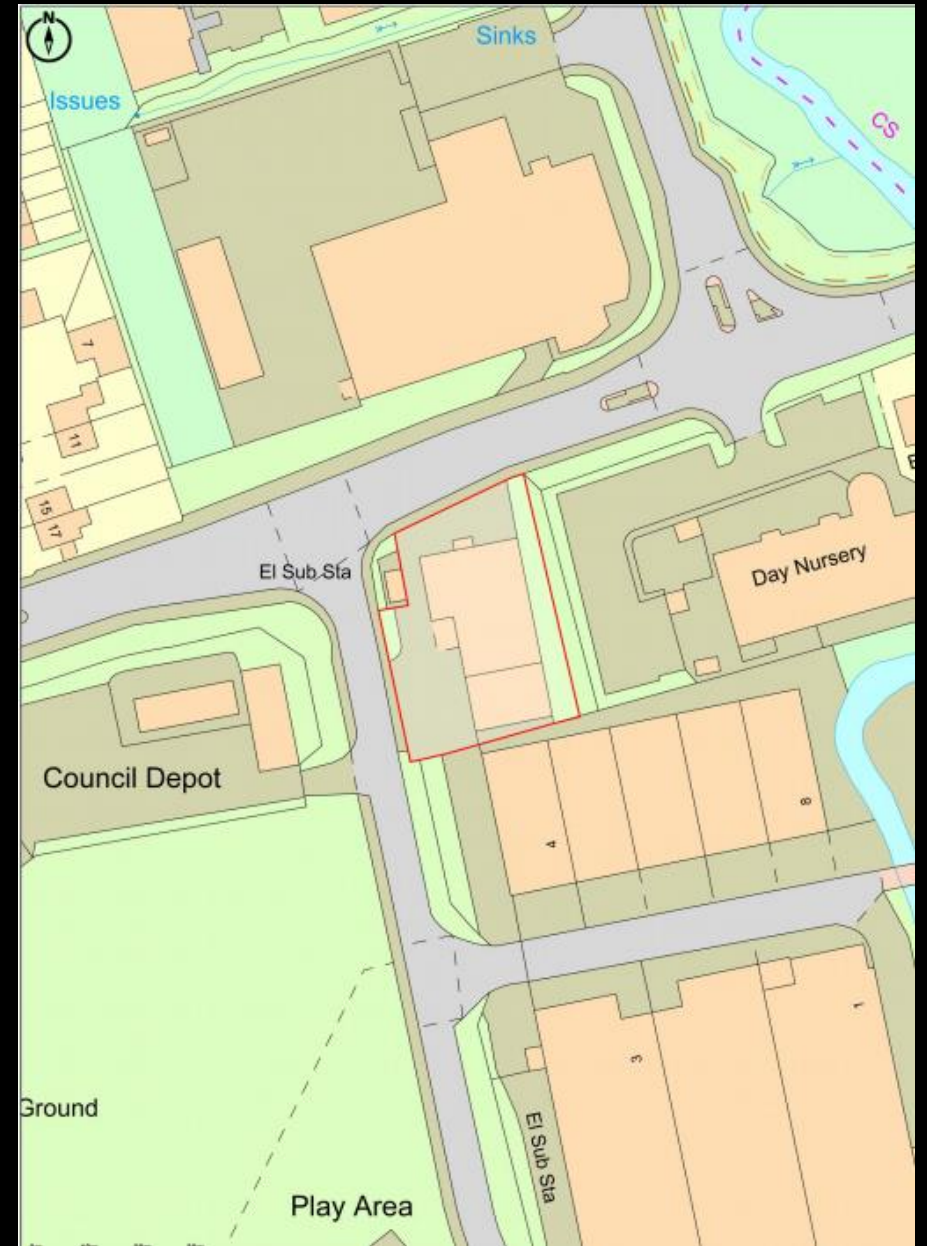 N
Sinks
Issues
CS
7
11
15
17
El Sub Sta
Day Nursery
Council Depot
4
8
3
1
Ground
El Sub Sta
Play Area